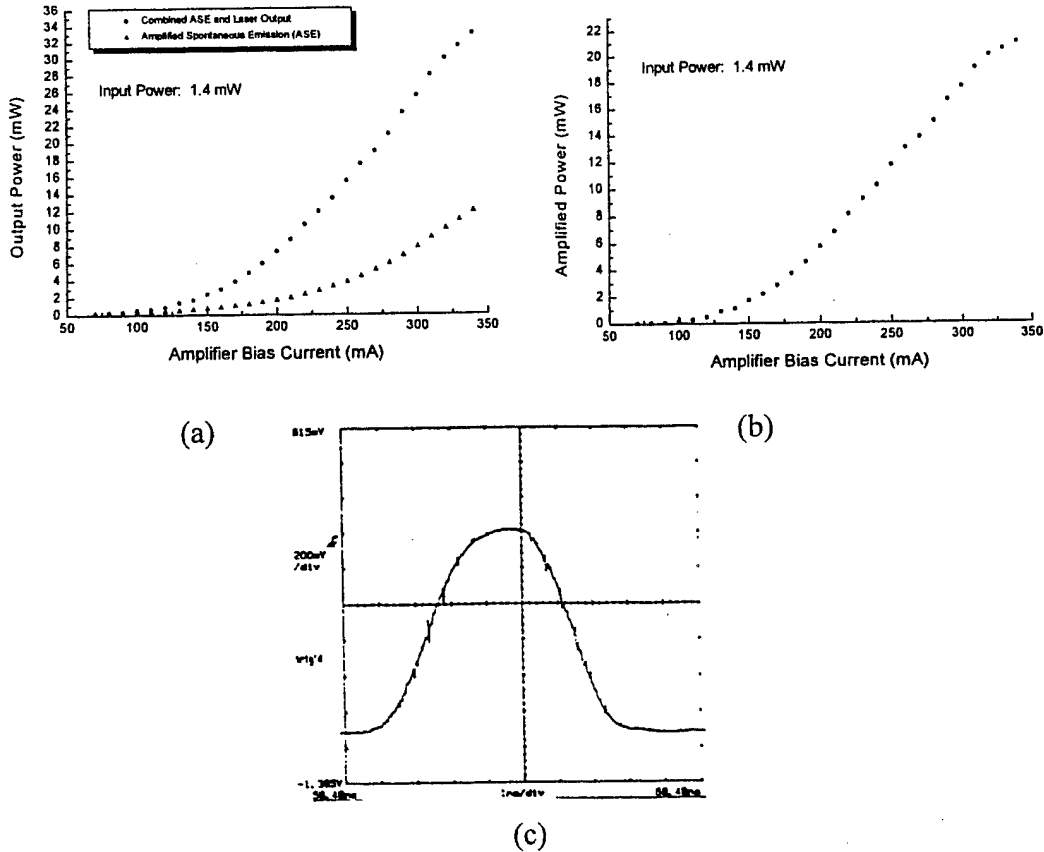 Combined ASE and Laser Output
Amplified Spontaneous Emission (ASE)
Input Power: 1.4 mW
Output Power (mW)
36
34
32
30
28
26
24
22
20
18
16
14
12
10
8
6
4
2
0
50 100 150 200 250 300 350
Amplifier Bias Current (mA)
(a)
Input Power: 1.4 mW
Amplified Power (mW)
22
20
18
16
14
12
10
8
6
4
2
0
50 100 150 200 250 300 350
Amplifier Bias Current (mA)
(b)
815mV
200mV
/div
trig'd
-1.385V
1ns/div
(c)